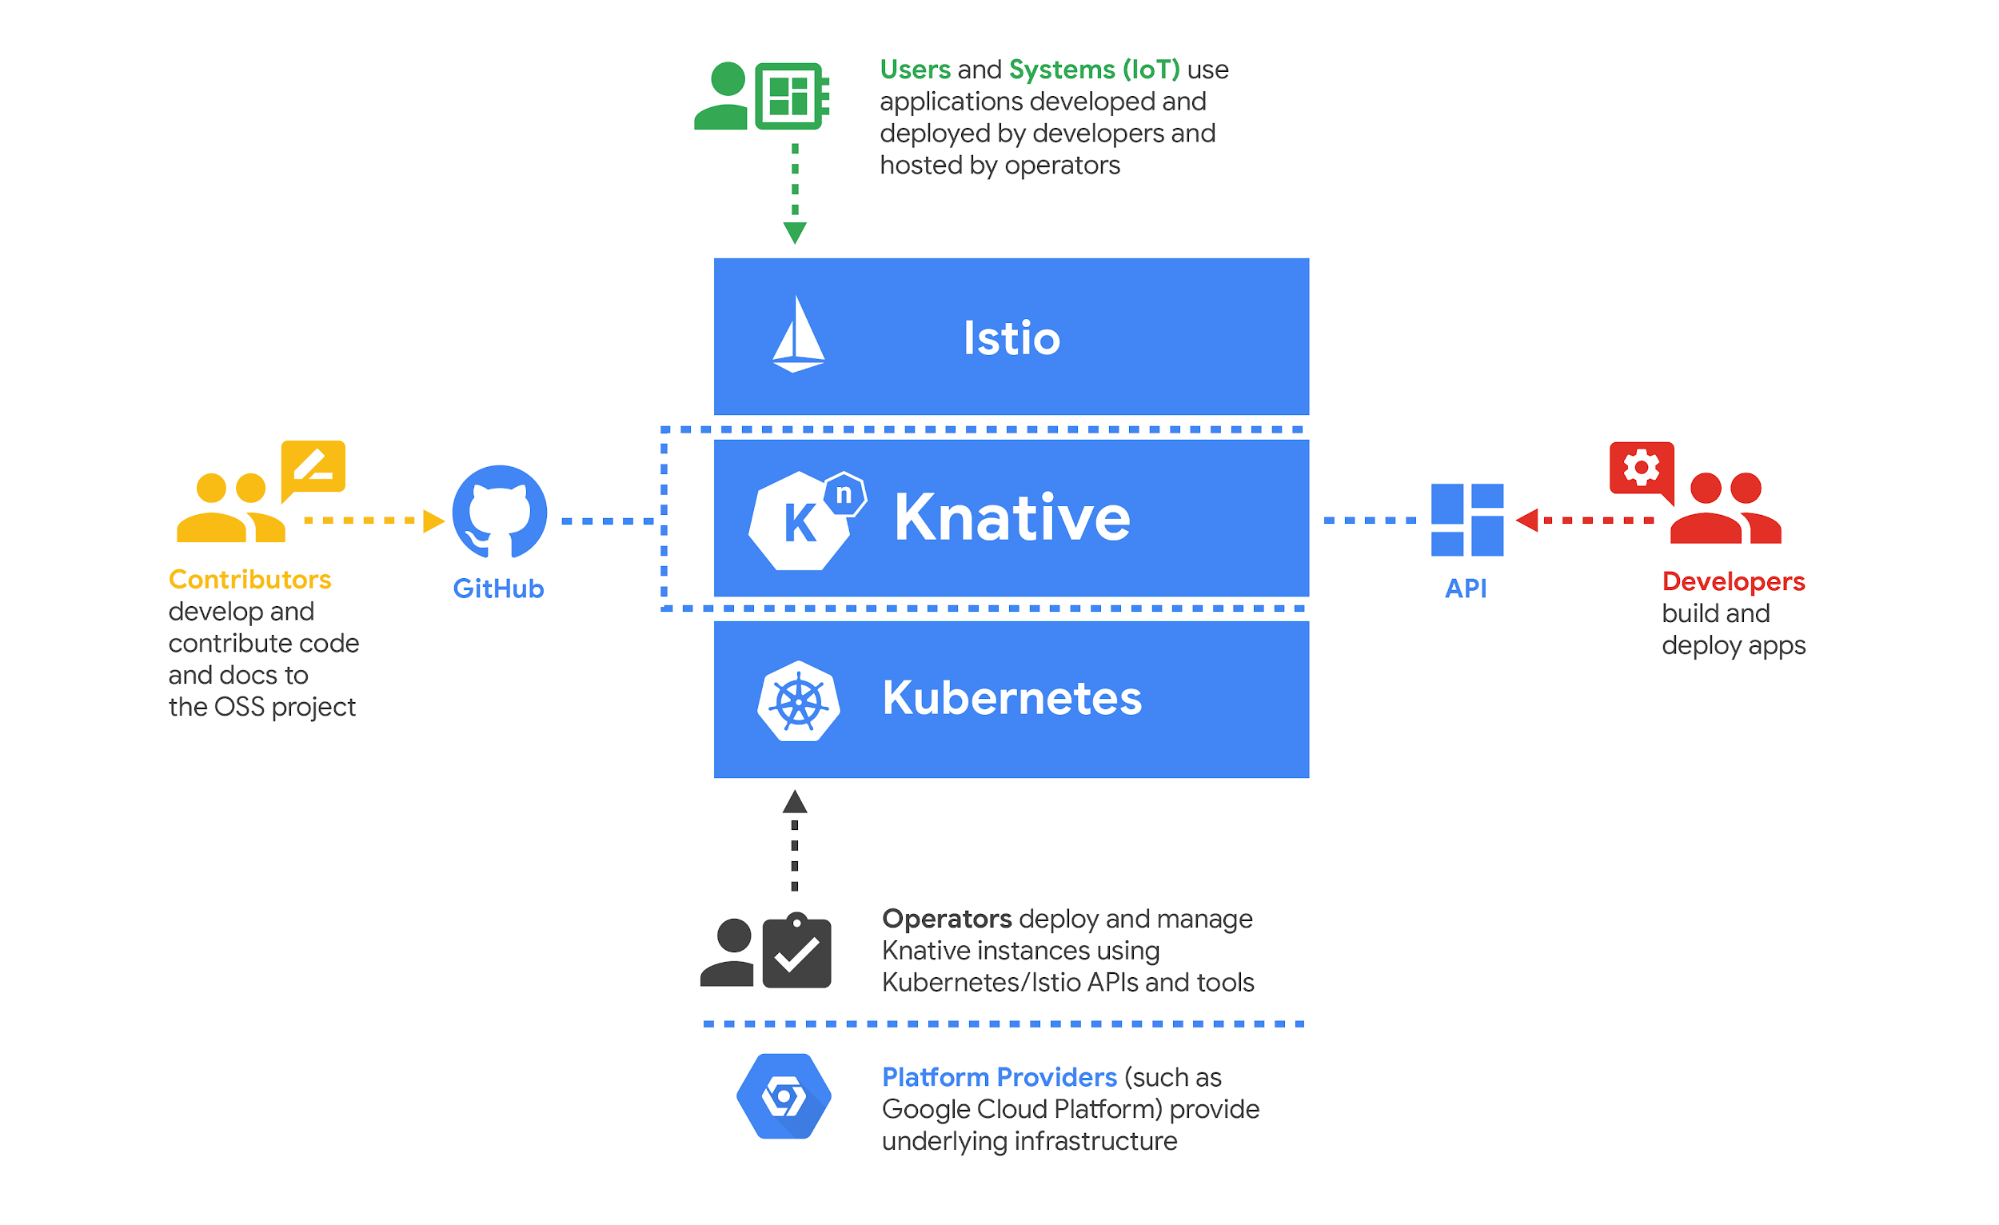 Users and Systems (IoT) use
applications developed and
deployed by developers and
hosted by operators
Istio
K
n
Knative
Contributors
develop and
contribute code
and docs to
the OSS project
GitHub
API
Developers
build and
deploy apps
Kubernetes
Operators deploy and manage
Knative instances using
Kubernetes/Istio APIs and tools
Platform Providers (such as
Google Cloud Platform) provide
underlying infrastructure